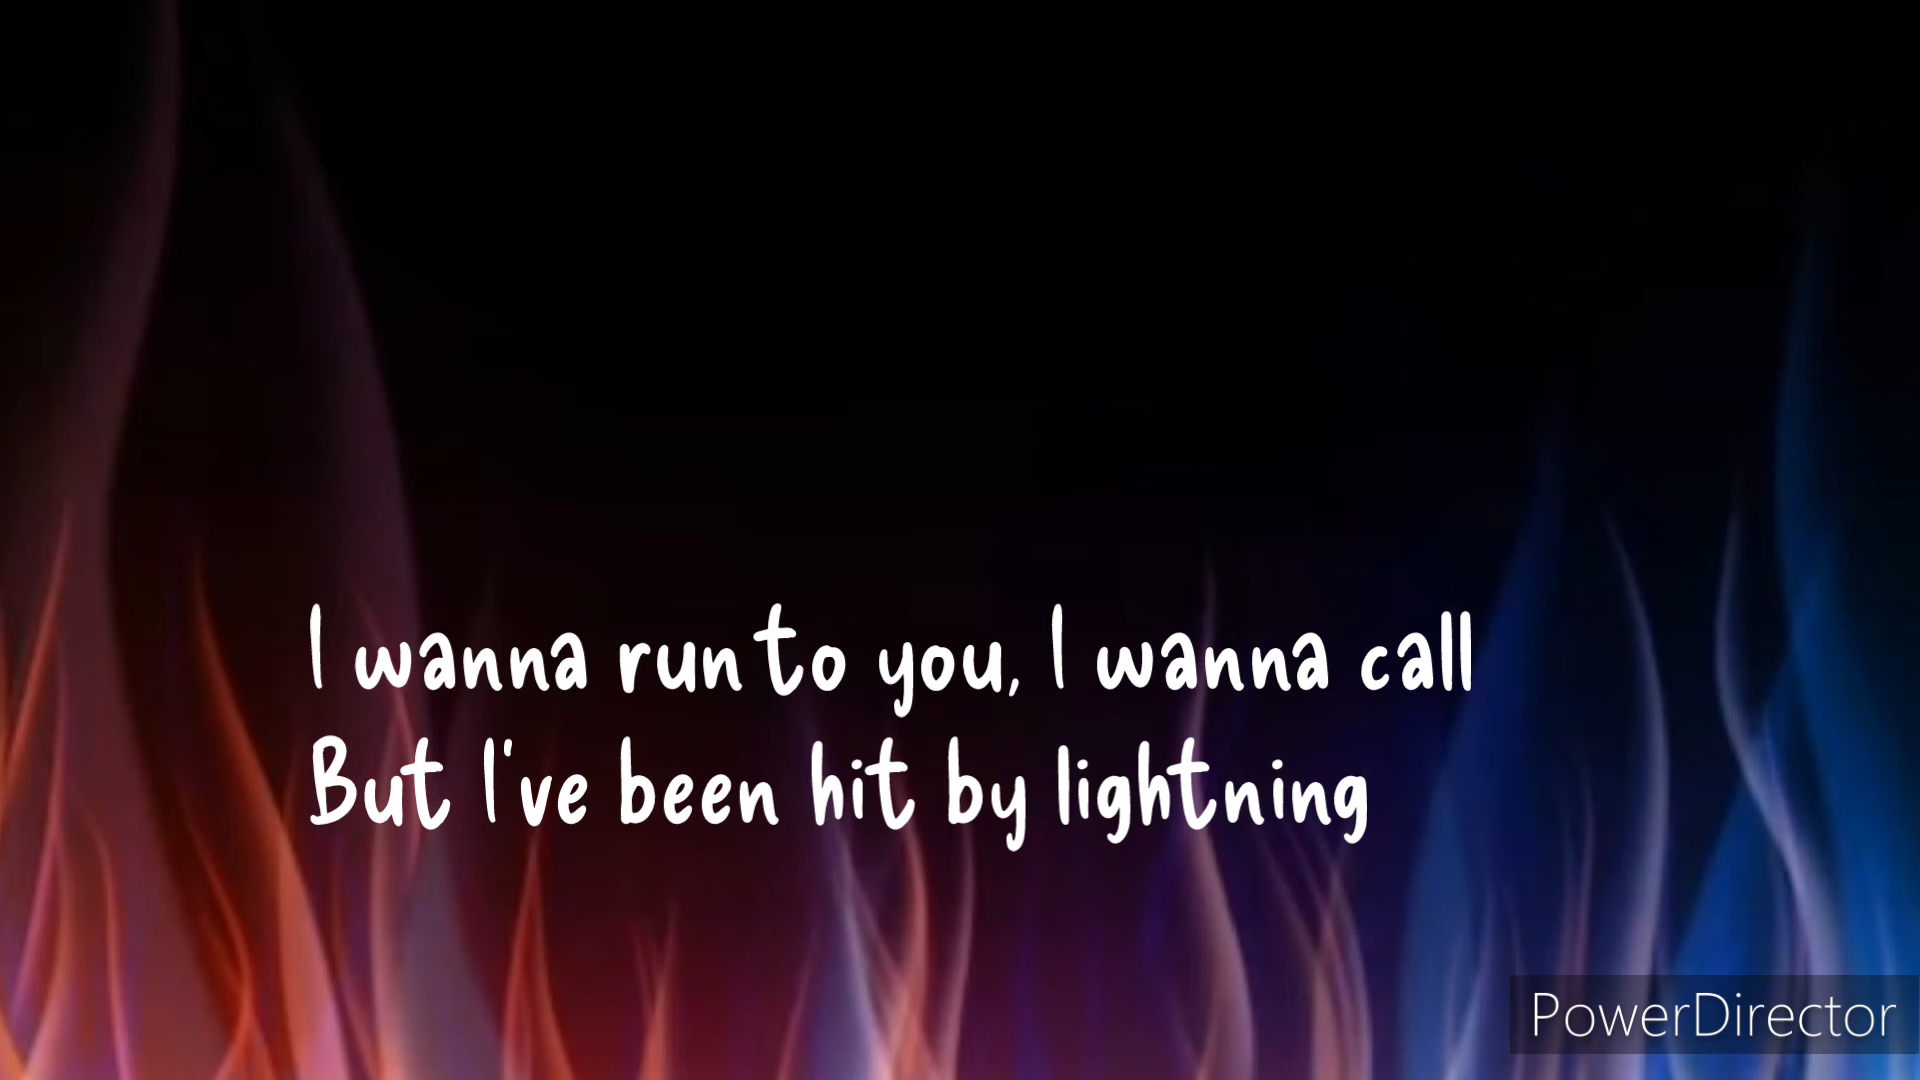 I wanna run to you, I wanna call
But I've been hit by lightning
PowerDirector